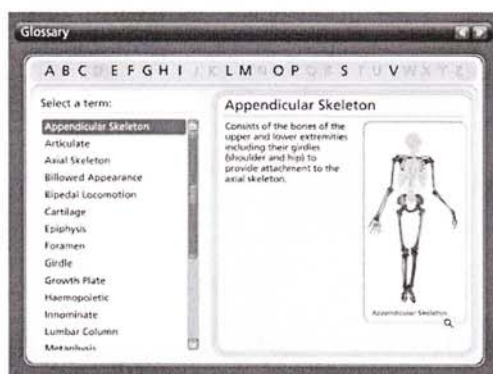 Glossary
A B C D E F G H I J K L M N O P Q R S T U V W X Y Z
Select a term:
Appendicular Skeleton
Articulate
Axial Skeleton
Billowed Appearance
Bipedal Locomotion
Cartilage
Epiphysis
Foramen
Girdle
Growth Plate
Haemopoietic
Innominate
Lumbar Column
Metaphysis
Appendicular Skeleton
Consists of the bones of the
upper and lower extremities
including their girdles
(shoulder and hip) to
provide attachment to the
axial skeleton.
Appendicular Skeleton